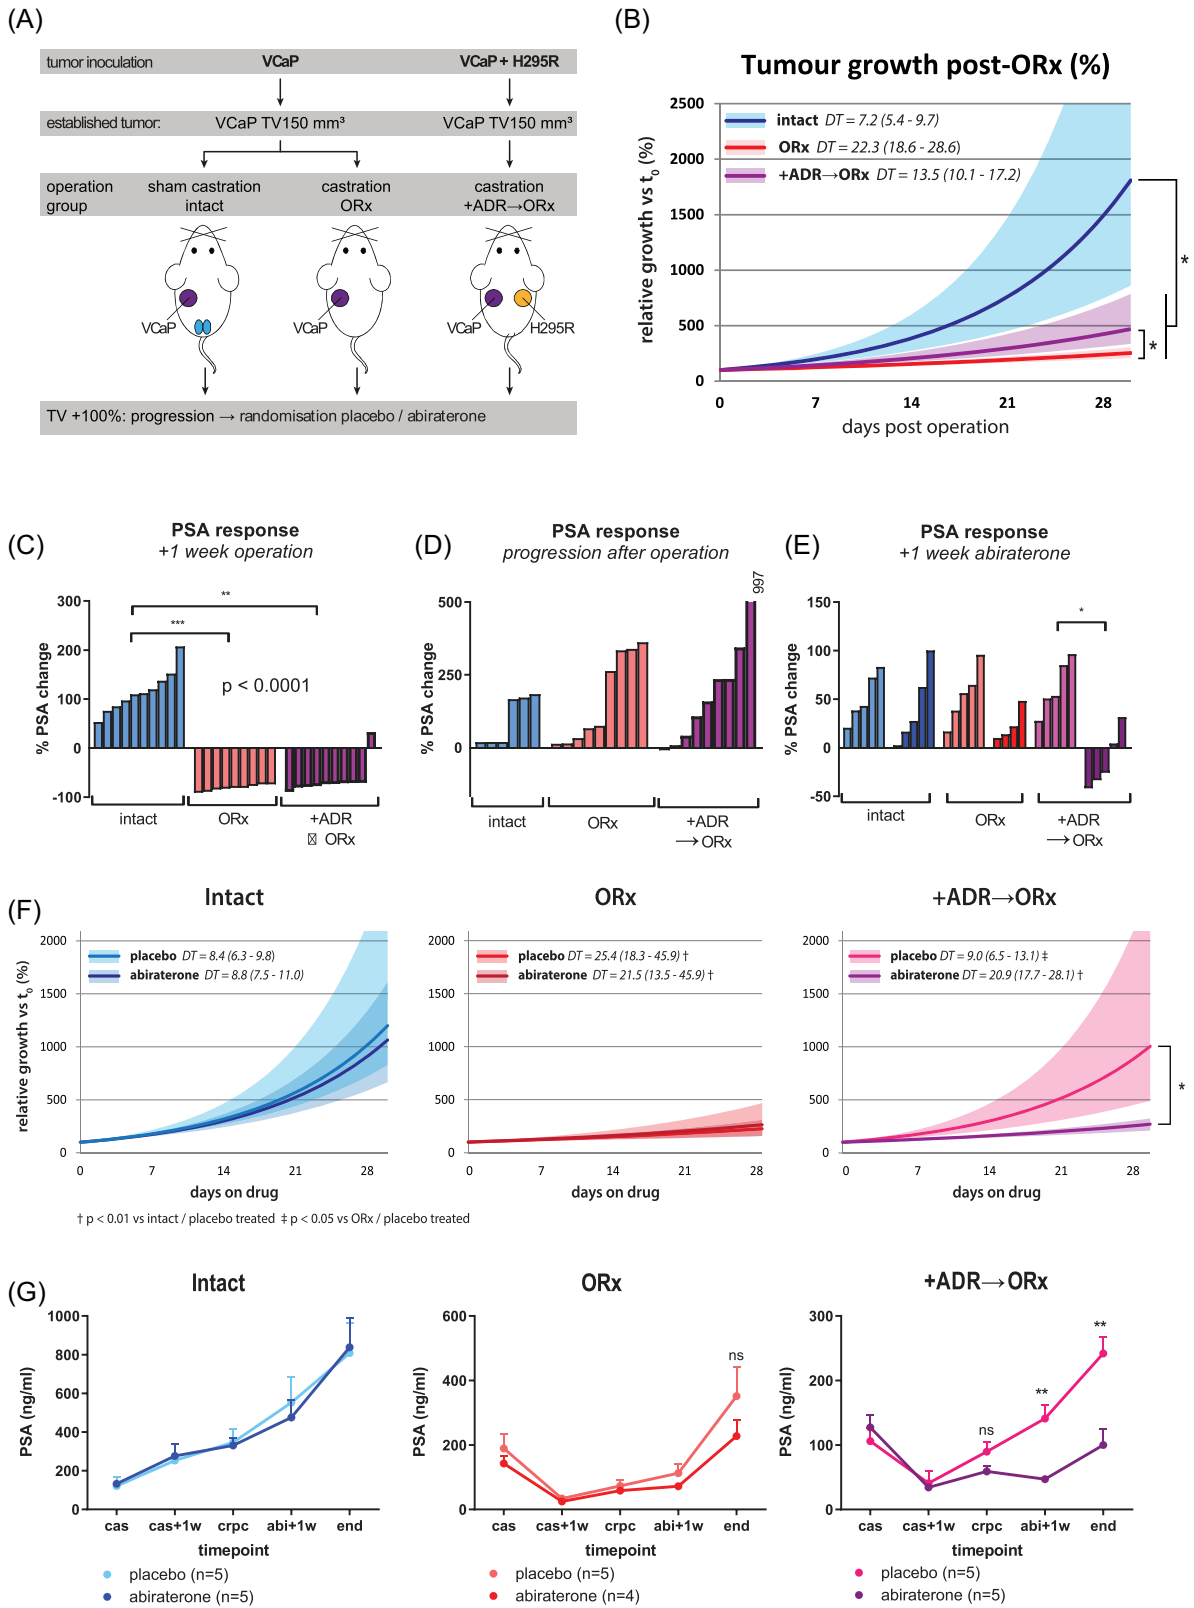 (A)
tumor inoculation VCaP VCaP + H295R
established tumor: VCaP TV150 mm³ VCaP TV150 mm³
operation group
sham castration intact
castration ORx
castration +ADR→ORx
VCaP VCaP VCaP H295R
TV +100%: progression → randomisation placebo / abiraterone
(B)
Tumour growth post-ORx (%)
relative growth vs t0 (%)
2500
2000
1500
1000
500
0
intact DT = 7.2 (5.4 - 9.7)
ORx DT = 22.3 (18.6 - 28.6)
+ADR→ORx DT = 13.5 (10.1 - 17.2)
*
*
0 7 14 21 28
days post operation
(C)
PSA response
+1 week operation
% PSA change
300
200
100
0
-100
**
***
p < 0.0001
intact ORx +ADR
ORx
(D)
PSA response
progression after operation
% PSA change
500
250
0
997
intact ORx +ADR
→ORx
(E)
PSA response
+1 week abiraterone
% PSA change
150
100
50
0
-50
*
intact ORx +ADR
→ORx
(F)
Intact
relative growth vs t0 (%)
2000
1500
1000
500
0
placebo DT = 8.4 (6.3 - 9.8)
abiraterone DT = 8.8 (7.5 - 11.0)
0 7 14 21 28
days on drug
ORx
2000
1500
1000
500
0
placebo DT = 25.4 (18.3 - 45.9) †
abiraterone DT = 21.5 (13.5 - 45.9) †
0 7 14 21 28
days on drug
+ADR→ORx
2000
1500
1000
500
0
placebo DT = 9.0 (6.5 - 13.1) ‡
abiraterone DT = 20.9 (17.7 - 28.1) †
*
0 7 14 21 28
days on drug
† p < 0.01 vs intact / placebo treated ‡ p < 0.05 vs ORx / placebo treated
(G)
Intact
PSA (ng/ml)
1000
800
600
400
200
0
cas cas+1w crpc abi+1w end
timepoint
placebo (n=5)
abiraterone (n=5)
ORx
PSA (ng/ml)
600
400
200
0
ns
cas cas+1w crpc abi+1w end
timepoint
placebo (n=5)
abiraterone (n=4)
+ADR→ORx
PSA (ng/ml)
300
200
100
0
ns
**
**
cas cas+1w crpc abi+1w end
timepoint
placebo (n=5)
abiraterone (n=5)